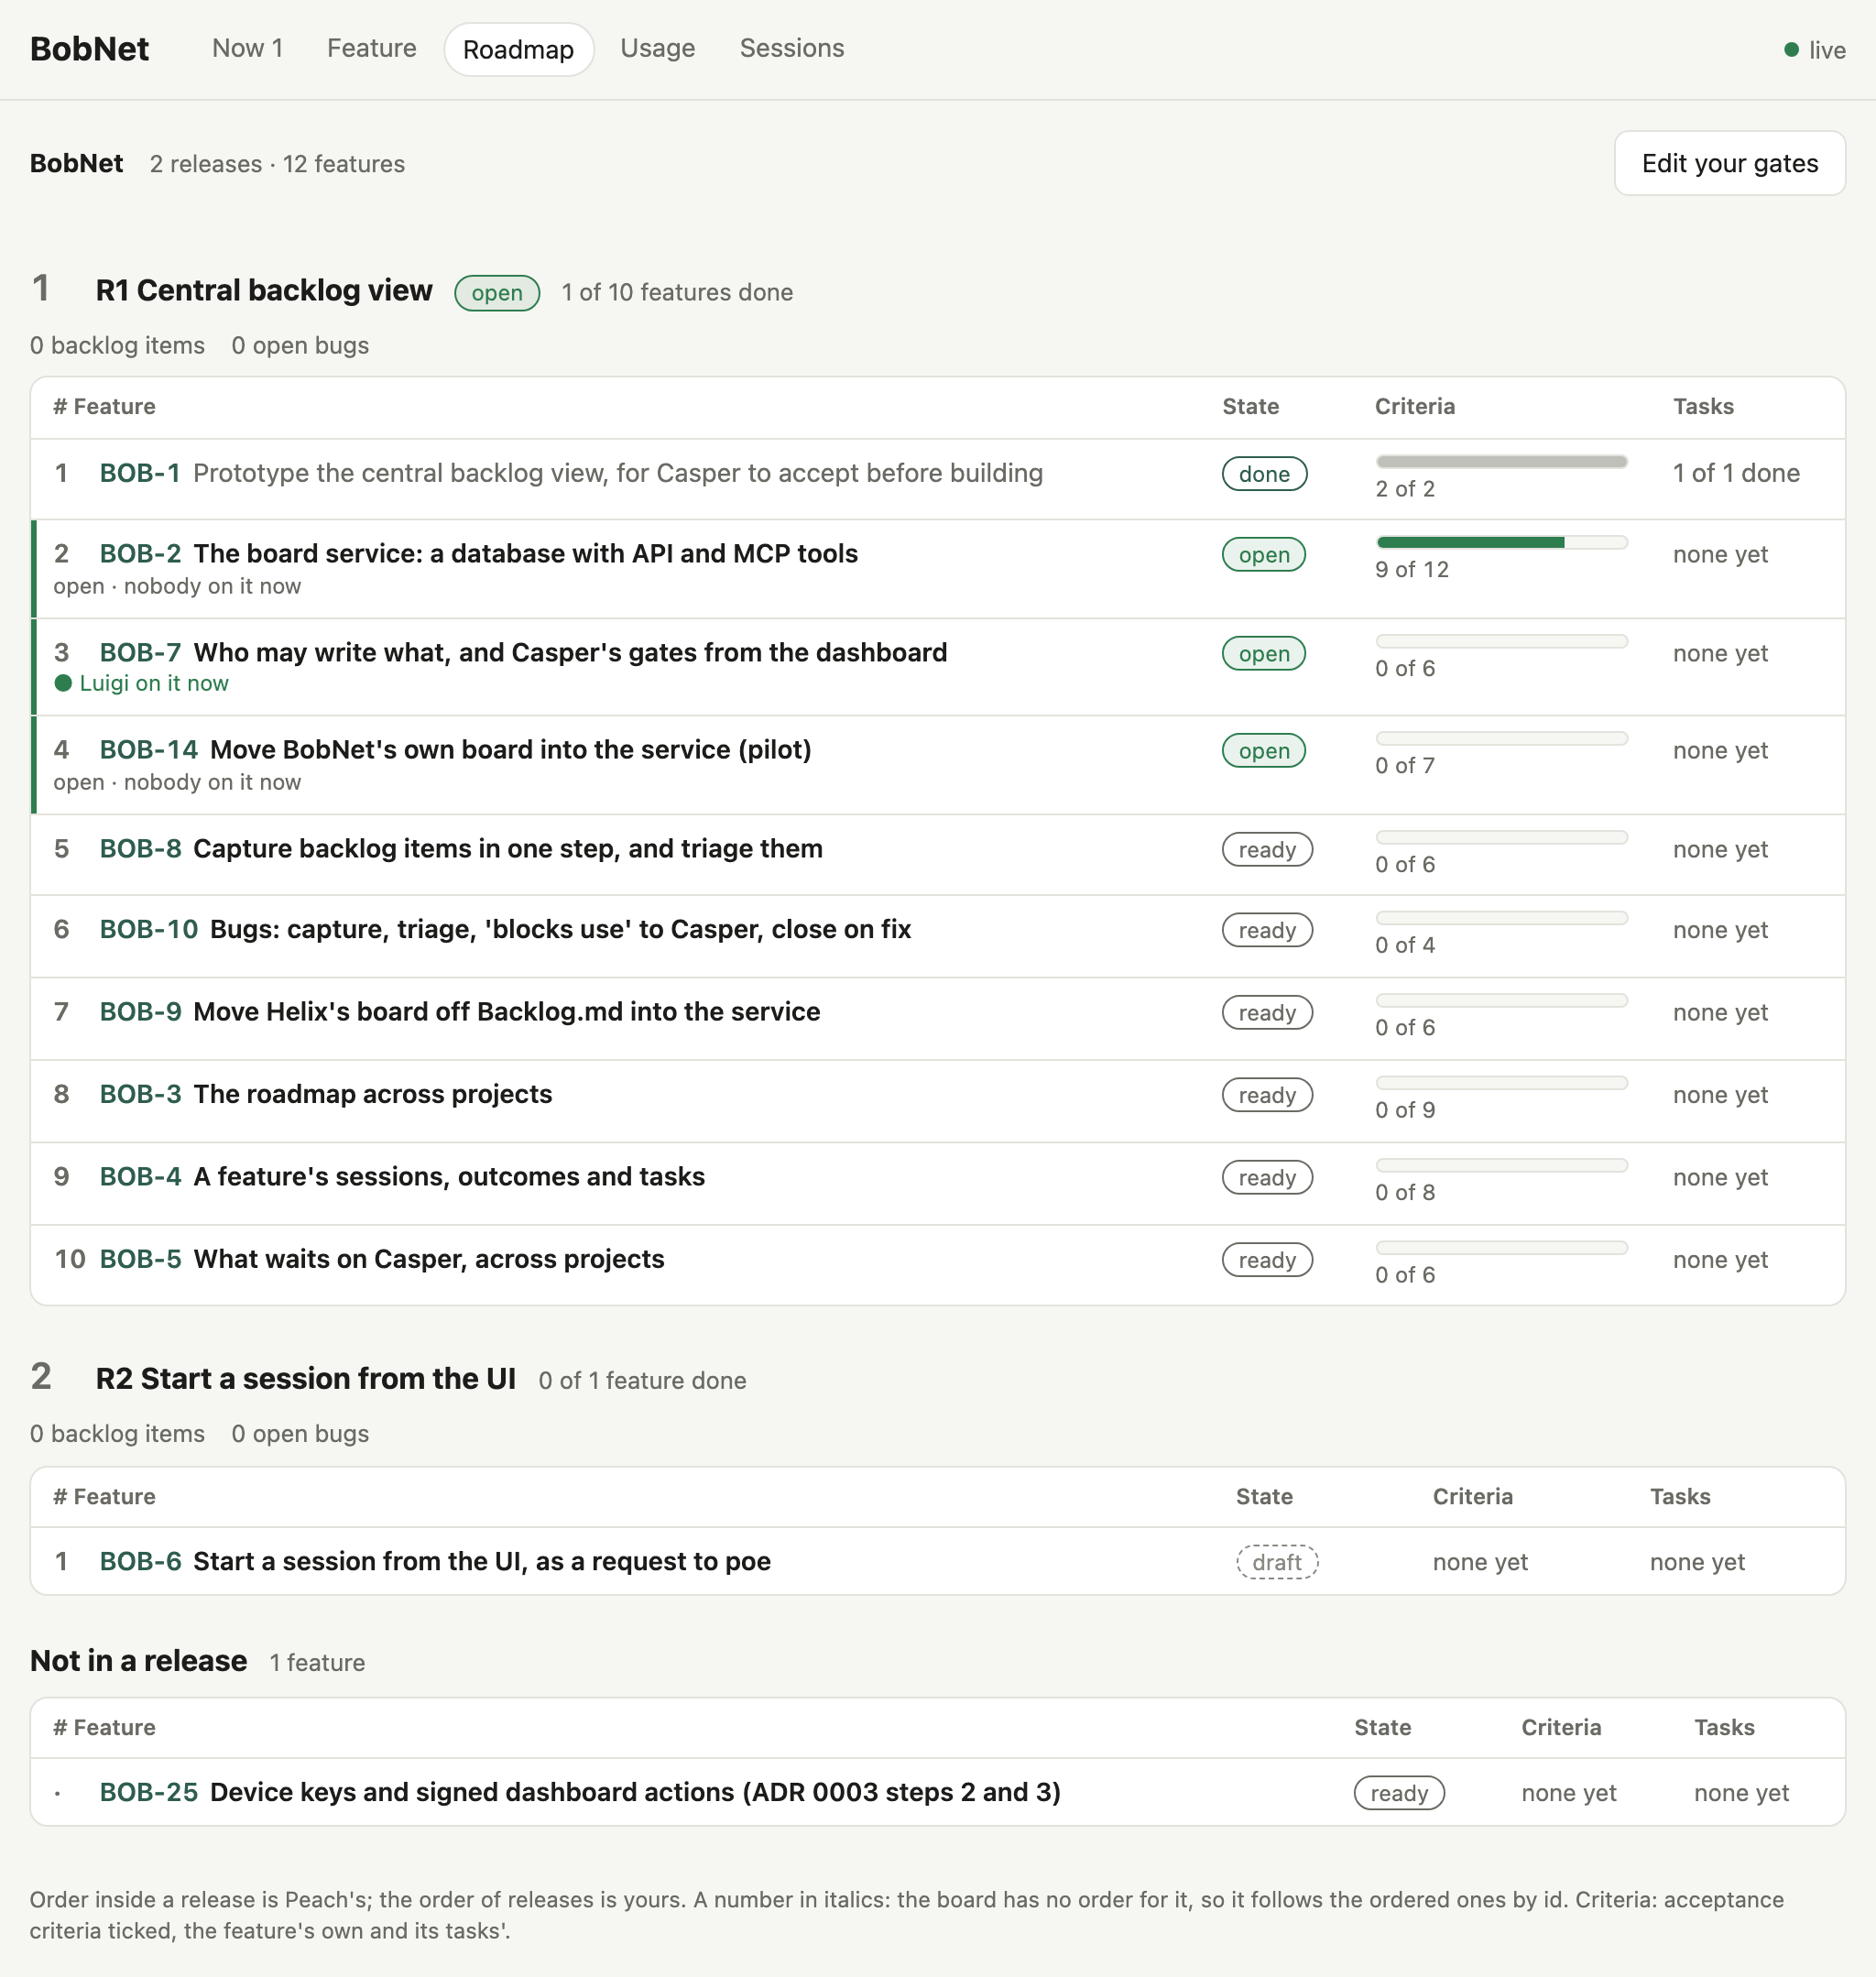 BobNet Now 1 Feature Roadmap Usage Sessions live
BobNet 2 releases · 12 features Edit your gates
1 R1 Central backlog view open 1 of 10 features done
0 backlog items 0 open bugs
# Feature State Criteria Tasks
1 BOB-1 Prototype the central backlog view, for Casper to accept before building done 2 of 2 1 of 1 done
2 BOB-2 The board service: a database with API and MCP tools open 9 of 12 none yet
open · nobody on it now
3 BOB-7 Who may write what, and Casper's gates from the dashboard open 0 of 6 none yet
Luigi on it now
4 BOB-14 Move BobNet's own board into the service (pilot) open 0 of 7 none yet
open · nobody on it now
5 BOB-8 Capture backlog items in one step, and triage them ready 0 of 6 none yet
6 BOB-10 Bugs: capture, triage, 'blocks use' to Casper, close on fix ready 0 of 4 none yet
7 BOB-9 Move Helix's board off Backlog.md into the service ready 0 of 6 none yet
8 BOB-3 The roadmap across projects ready 0 of 9 none yet
9 BOB-4 A feature's sessions, outcomes and tasks ready 0 of 8 none yet
10 BOB-5 What waits on Casper, across projects ready 0 of 6 none yet
2 R2 Start a session from the UI 0 of 1 feature done
0 backlog items 0 open bugs
# Feature State Criteria Tasks
1 BOB-6 Start a session from the UI, as a request to poe draft none yet none yet
Not in a release 1 feature
# Feature State Criteria Tasks
· BOB-25 Device keys and signed dashboard actions (ADR 0003 steps 2 and 3) ready none yet none yet
Order inside a release is Peach's; the order of releases is yours. A number in italics: the board has no order for it, so it follows the ordered ones by id. Criteria: acceptance
criteria ticked, the feature's own and its tasks'.